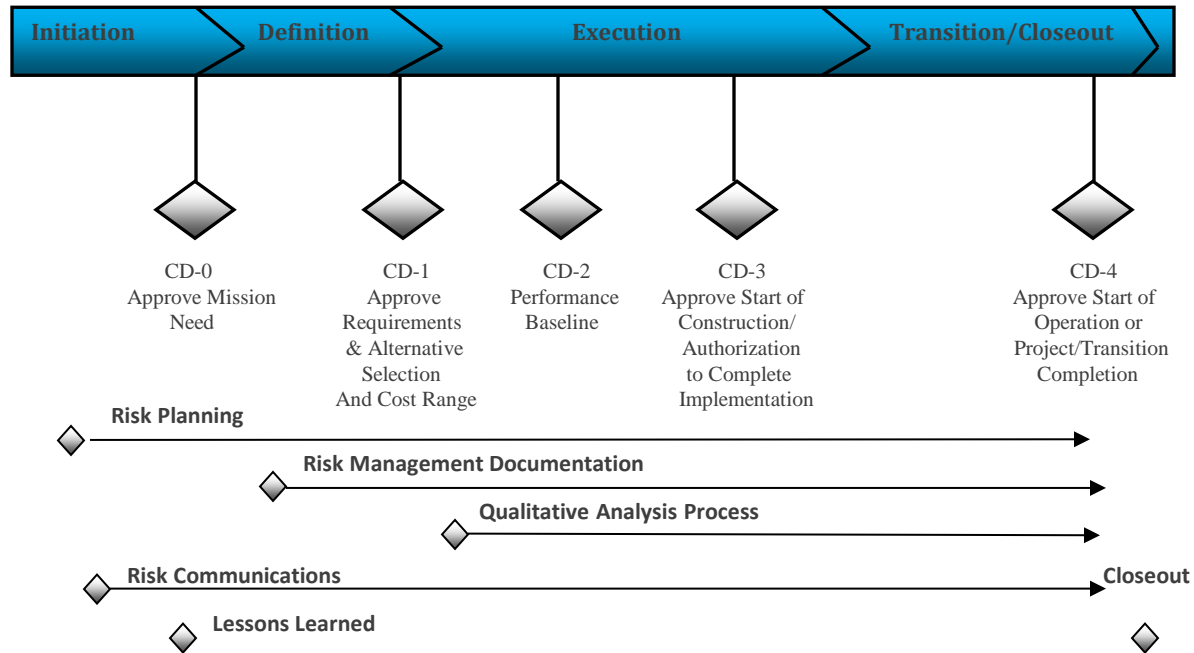 Initiation
Definition
Execution
Transition/Closeout
CD-0
Approve Mission
Need
CD-1
Approve
Requirements
& Alternative
Selection
And Cost Range
CD-2
Performance
Baseline
CD-3
Approve Start of
Construction/
Authorization
to Complete
Implementation
CD-4
Approve Start of
Operation or
Project/Transition
Completion
Risk Planning
Risk Management Documentation
Qualitative Analysis Process
Risk Communications
Closeout
Lessons Learned